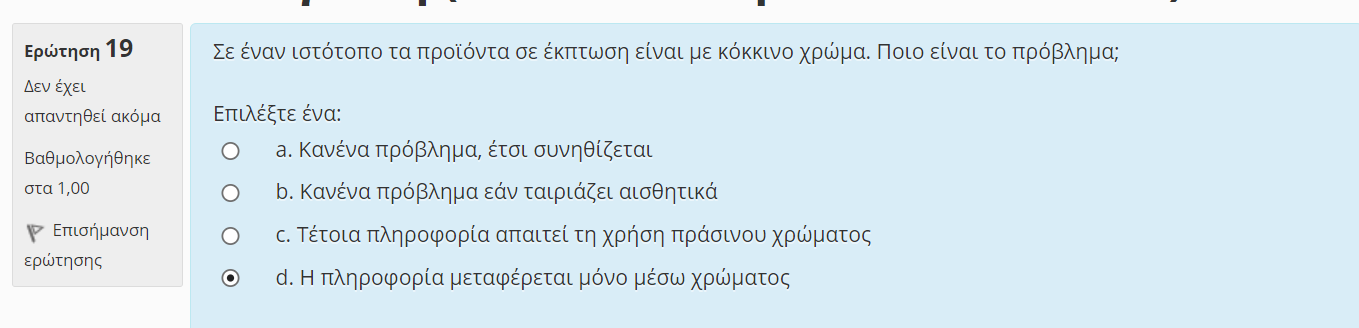 Ερώτηση 19
Δεν έχει
απαντηθεί ακόμα
Βαθμολογήθηκε
στα 1,00
Επισήμανση
ερώτησης
Σε έναν ιστότοπο τα προϊόντα σε έκπτωση είναι με κόκκινο χρώμα. Ποιο είναι το πρόβλημα;
Επιλέξτε ένα:
a. Κανένα πρόβλημα, έτσι συνηθίζεται
b. Κανένα πρόβλημα εάν ταιριάζει αισθητικά
c. Τέτοια πληροφορία απαιτεί τη χρήση πράσινου χρώματος
d. Η πληροφορία μεταφέρεται μόνο μέσω χρώματος